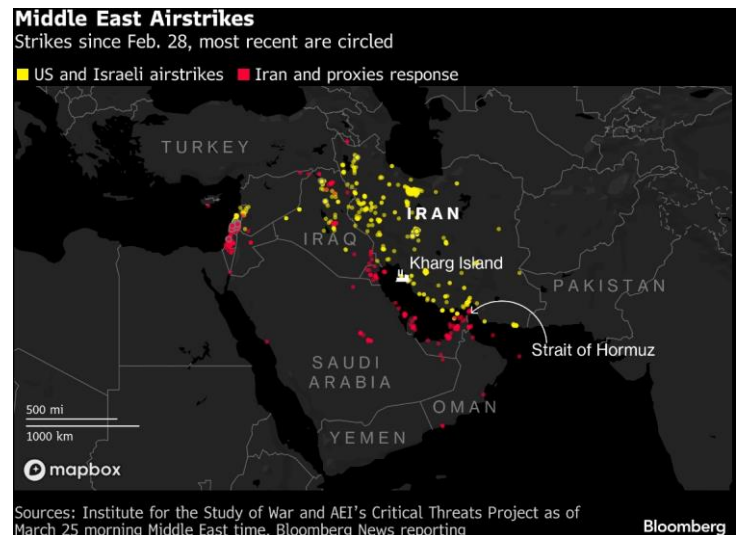 Middle East Airstrikes
Strikes since Feb. 28, most recent are circled
US and Israeli airstrikes Iran and proxies response
TURKEY
IRAN
IRAQ
Kharg Island
PAKISTAN
Strait of Hormuz
SAUDI
ARABIA
OMAN
YEMEN
500 mi
1000 km
mapbox
Sources: Institute for the Study of War and AEI's Critical Threats Project as of
March 25 morning Middle East time, Bloomberg News reporting
Bloomberg